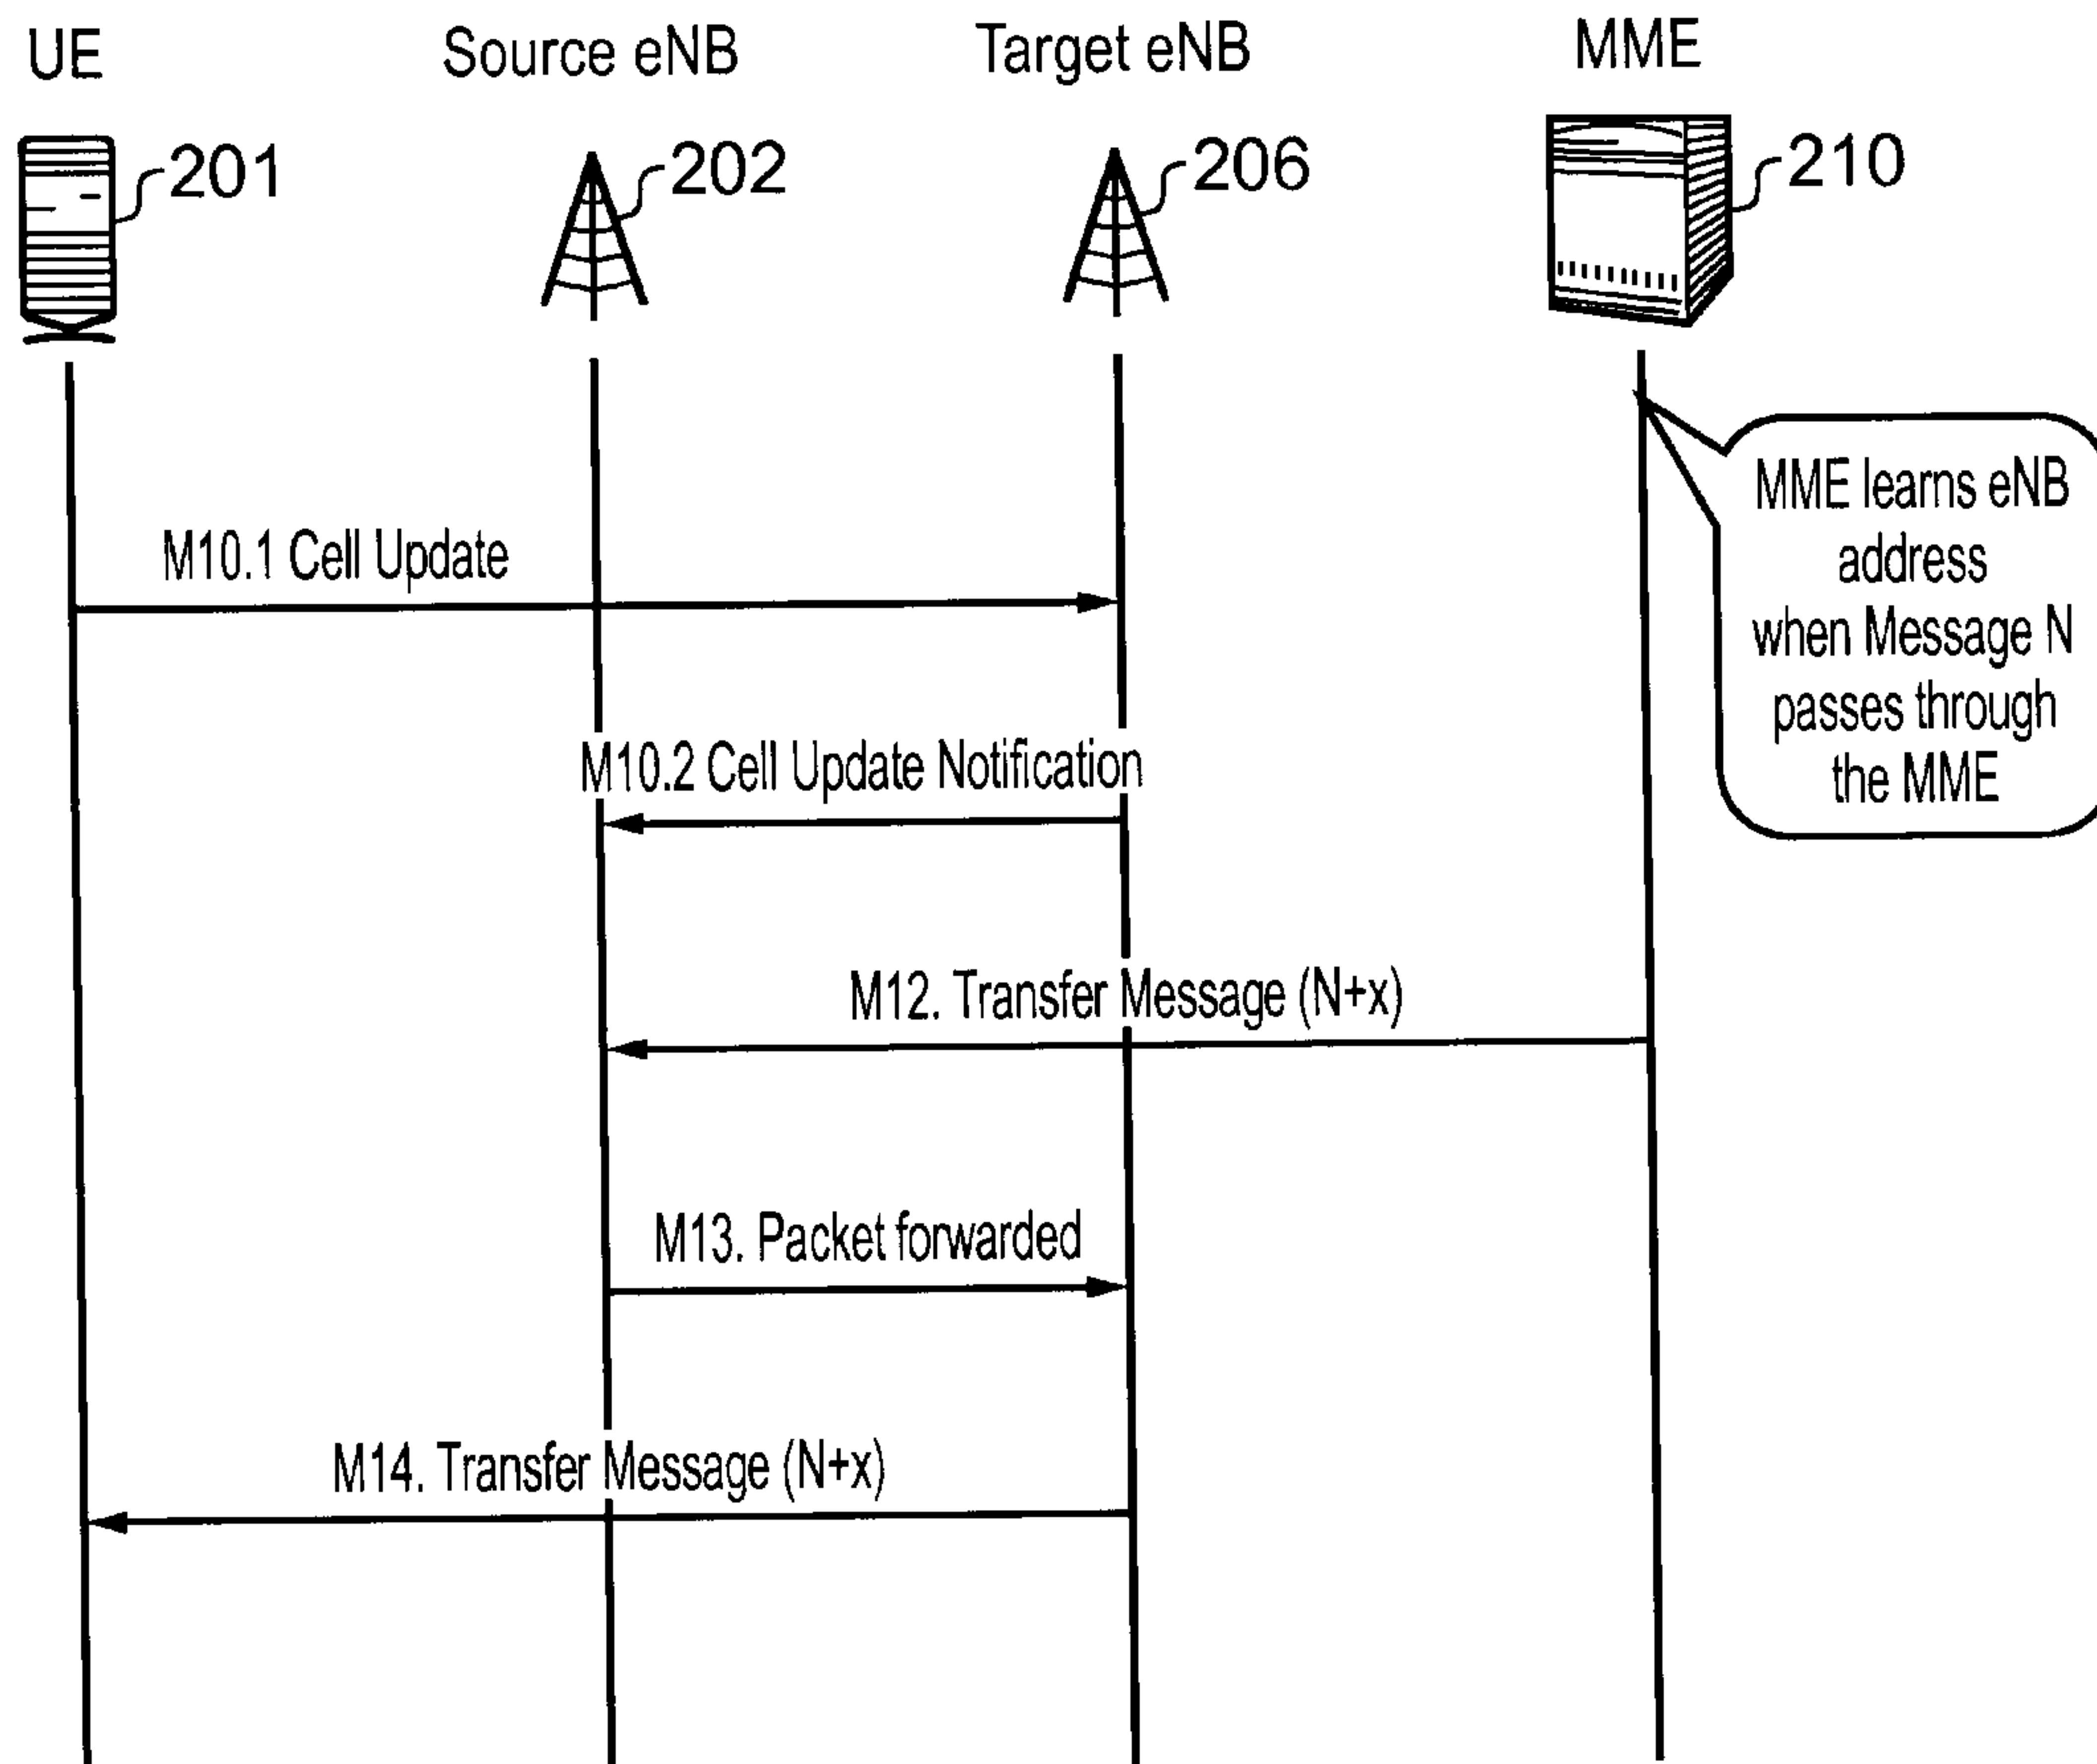 UE
Source eNB
Target eNB
MME
201
202
206
210
MME learns eNB
address
when Message N
passes through
the MME
M10.1 Cell Update
M10.2 Cell Update Notification
M12. Transfer Message (N+x)
M13. Packet forwarded
M14. Transfer Message (N+x)